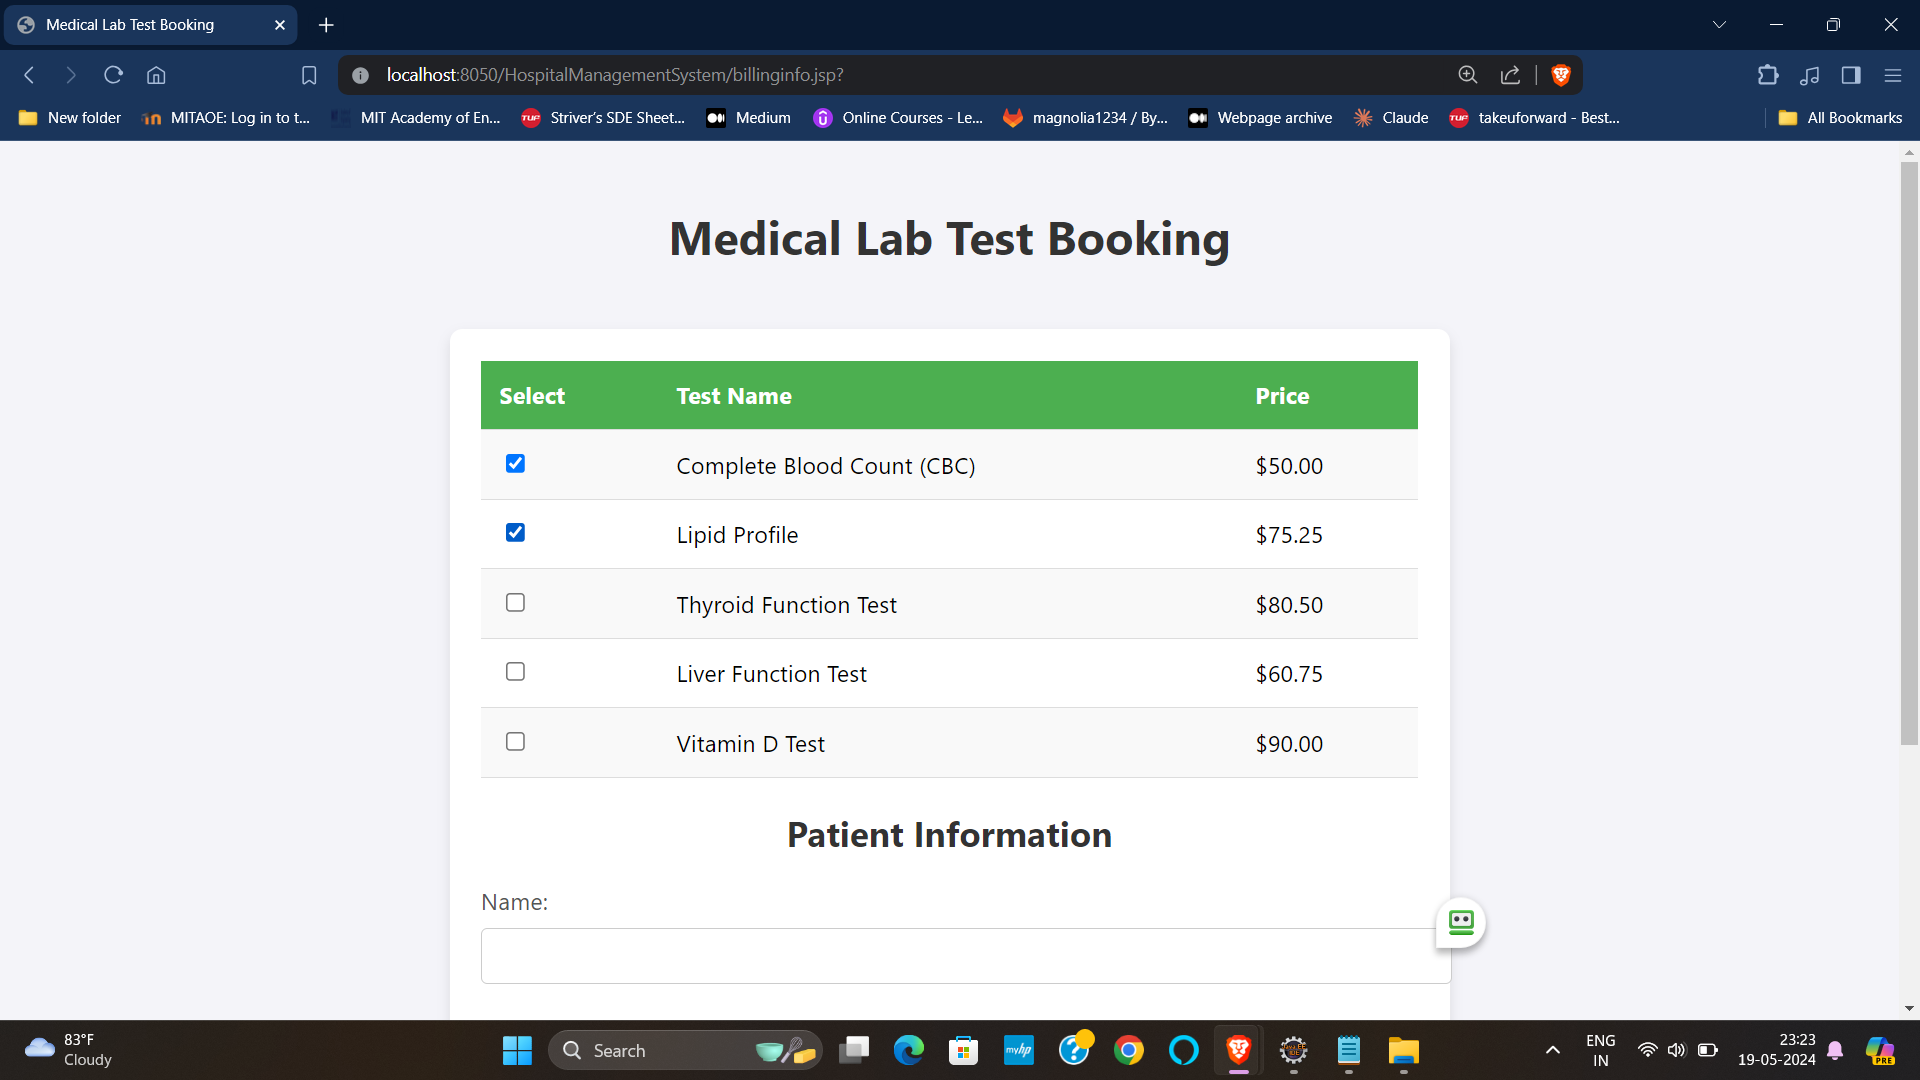 Medical Lab Test Booking
localhost:8050/HospitalManagementSystem/billinginfo.jsp?
New folder
MITAOE: Log in to t...
MIT Academy of En...
TUF
Striver's SDE Sheet...
Medium
Online Courses - Le...
magnolia1234 / By...
Webpage archive
Claude
TUF
takeuforward - Best...
All Bookmarks
Medical Lab Test Booking
Select Test Name Price
Complete Blood Count (CBC) $50.00
Lipid Profile $75.25
Thyroid Function Test $80.50
Liver Function Test $60.75
Vitamin D Test $90.00
Patient Information
Name:
83°F
Cloudy
Search
myhp
ENG
IN
23:23
19-05-2024
PRE